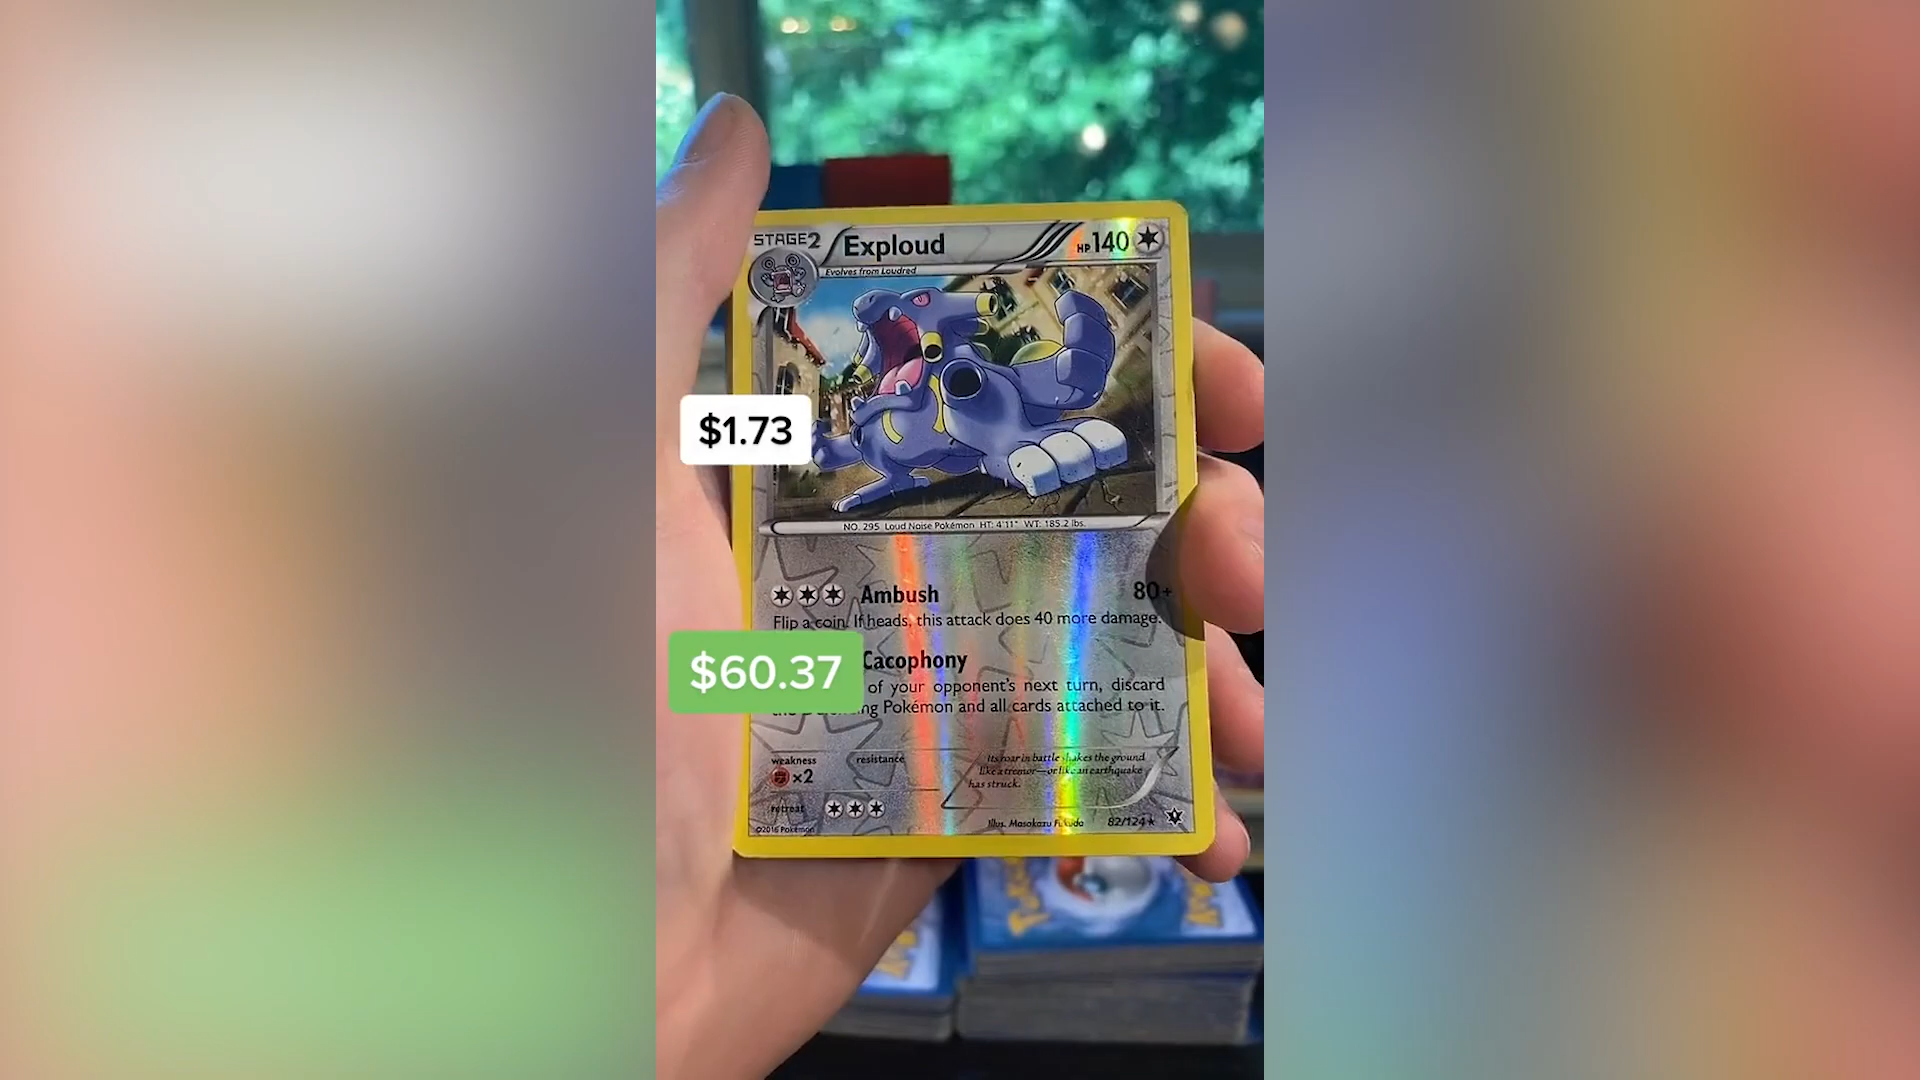 STAGE2 Exploud HP 140
Evolves from Loudred
$1.73
NO. 295 Loud Noise Pokémon HT: 4'11" WT: 185.2 lbs.
Ambush 80+
Flip a coin. If heads, this attack does 40 more damage.
$60.37
Cacophony
of your opponent's next turn, discard
ng Pokémon and all cards attached to it.
weakness resistance
×2
Its roar in battle shakes the ground
like a tremor—or like an earthquake
has struck.
retreat
Illus. Masakazu Fukuda 82/124★
©2016 Pokémon